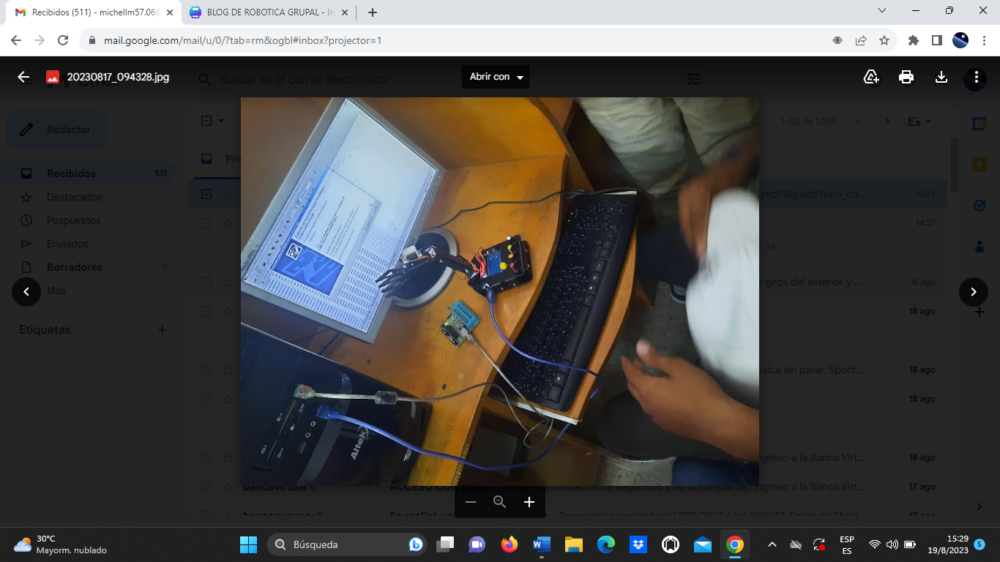 Recibidos (511) - michellm57.06@
BLOG DE ROBOTICA GRUPAL - In
mail.google.com/mail/u/0/?tab=rm&ogbl#inbox?projector=1
20230817_094328.jpg
Buscar en el correo electrónico
Abrir con
Redactar
1–50 de 1,057
Es
Pri
Recibidos
511
ykbFWg/edit?utm_co...
15:24
Destacados
Pospuestos
14:27
Enviados
+6
Borradores
9
r giros del exterior y ...
18 ago
Más
18 ago
Etiquetas
úsica sin parar. Spotif...
18 ago
18 ago
Altek
ngreso a la Banca Virt...
18 ago
bancavirtual 5
ACCESO CON EXITO
información de seguridad y no la compartas. Ingreso a la Banca Virt...
17 ago
30°C
Mayorm. nublado
Búsqueda
ESP
ES
15:29
19/8/2023
5